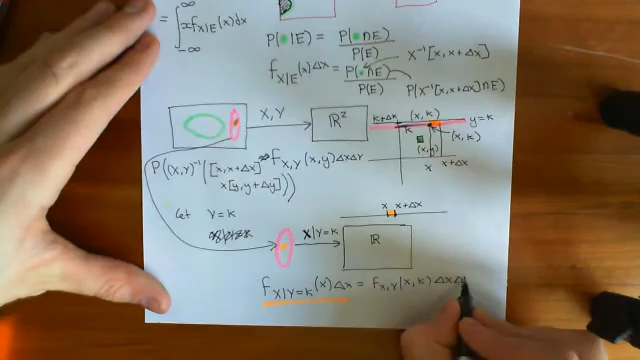 = ∫_{-∞}^{∞} x f_{X|E}(x) dx
P(●|E) = P(●∩E) / P(E)
f_{X|E}(x) Δx = P(●∩E) / P(E)
X⁻¹[x, x+Δx]
P(X⁻¹[x, x+Δx] ∩ E)
X, Y
ℝ²
k+Δk
(x, k)
y=k
k
(x, k)
(x, y)
x x+Δx
P((X,Y)⁻¹([x, x+Δx] ≈ f_{X,Y}(x,y) ΔxΔy
x[y, y+Δy]))
Let Y=k
x x+Δx
X|Y=k
ℝ
f_{X|Y=k}(x) Δx = f_{X,Y}(x, k) ΔxΔ